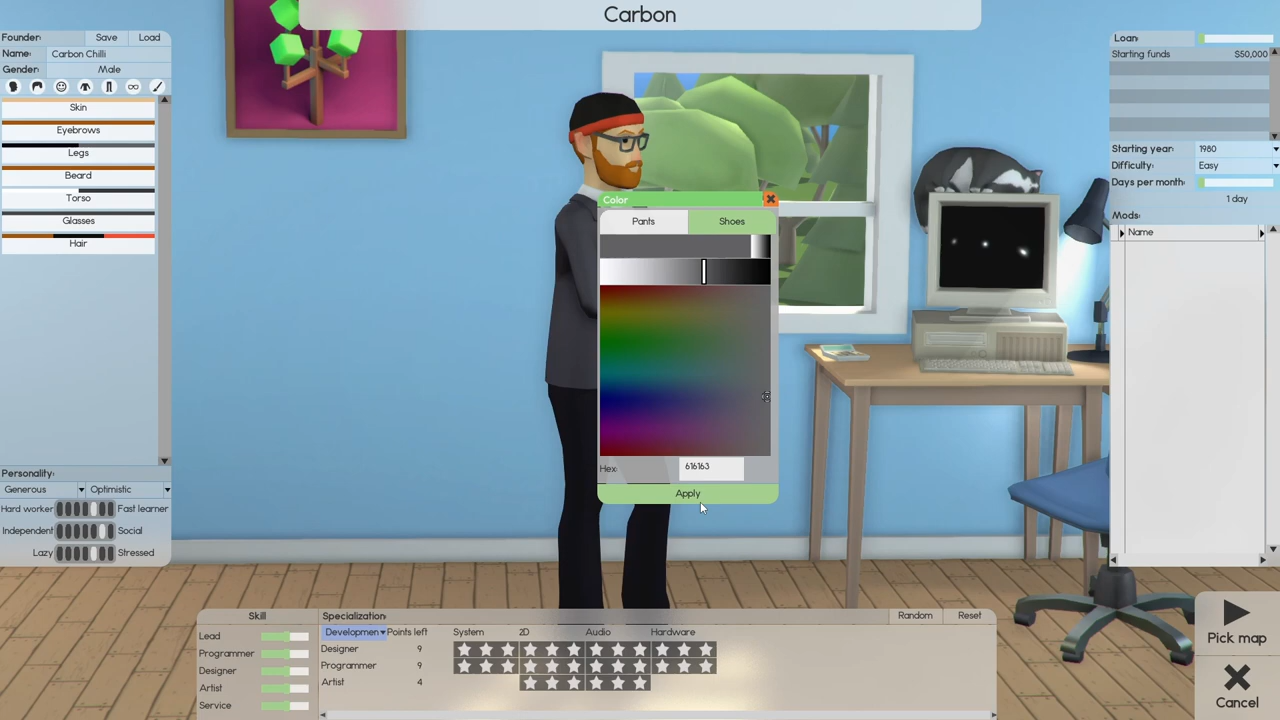 Carbon
Founder: Save Load
Name: Carbon Chilli
Gender: Male
Skin
Eyebrows
Legs
Beard
Torso
Glasses
Hair
Personality:
Generous Optimistic
Hard worker Fast learner
Independent Social
Lazy Stressed
Color
Pants Shoes
Hex 616163
Apply
Loan:
Starting funds $50,000
Starting year: 1980
Difficulty: Easy
Days per month:
1 day
Mods:
Name
Skill
Lead
Programmer
Designer
Artist
Service
Specialization: Random Reset
Developmen Points left System 2D Audio Hardware
Designer 9
Programmer 9
Artist 4
Pick map
Cancel